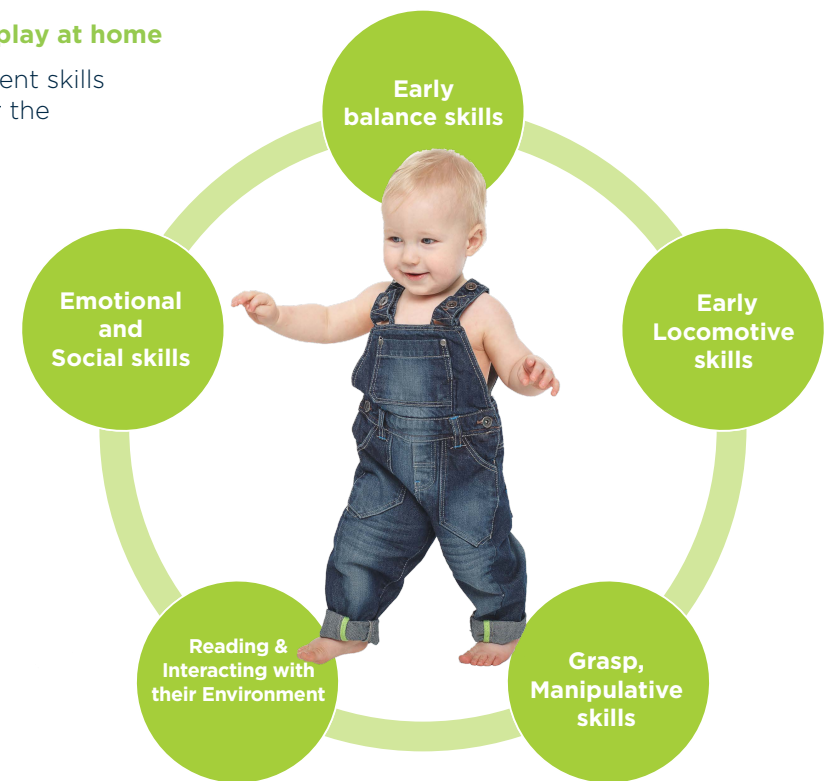 play at home
ent skills
the
Early
balance skills
Emotional
and
Social skills
Early
Locomotive
skills
Reading &
Interacting with
their Environment
Grasp,
Manipulative
skills